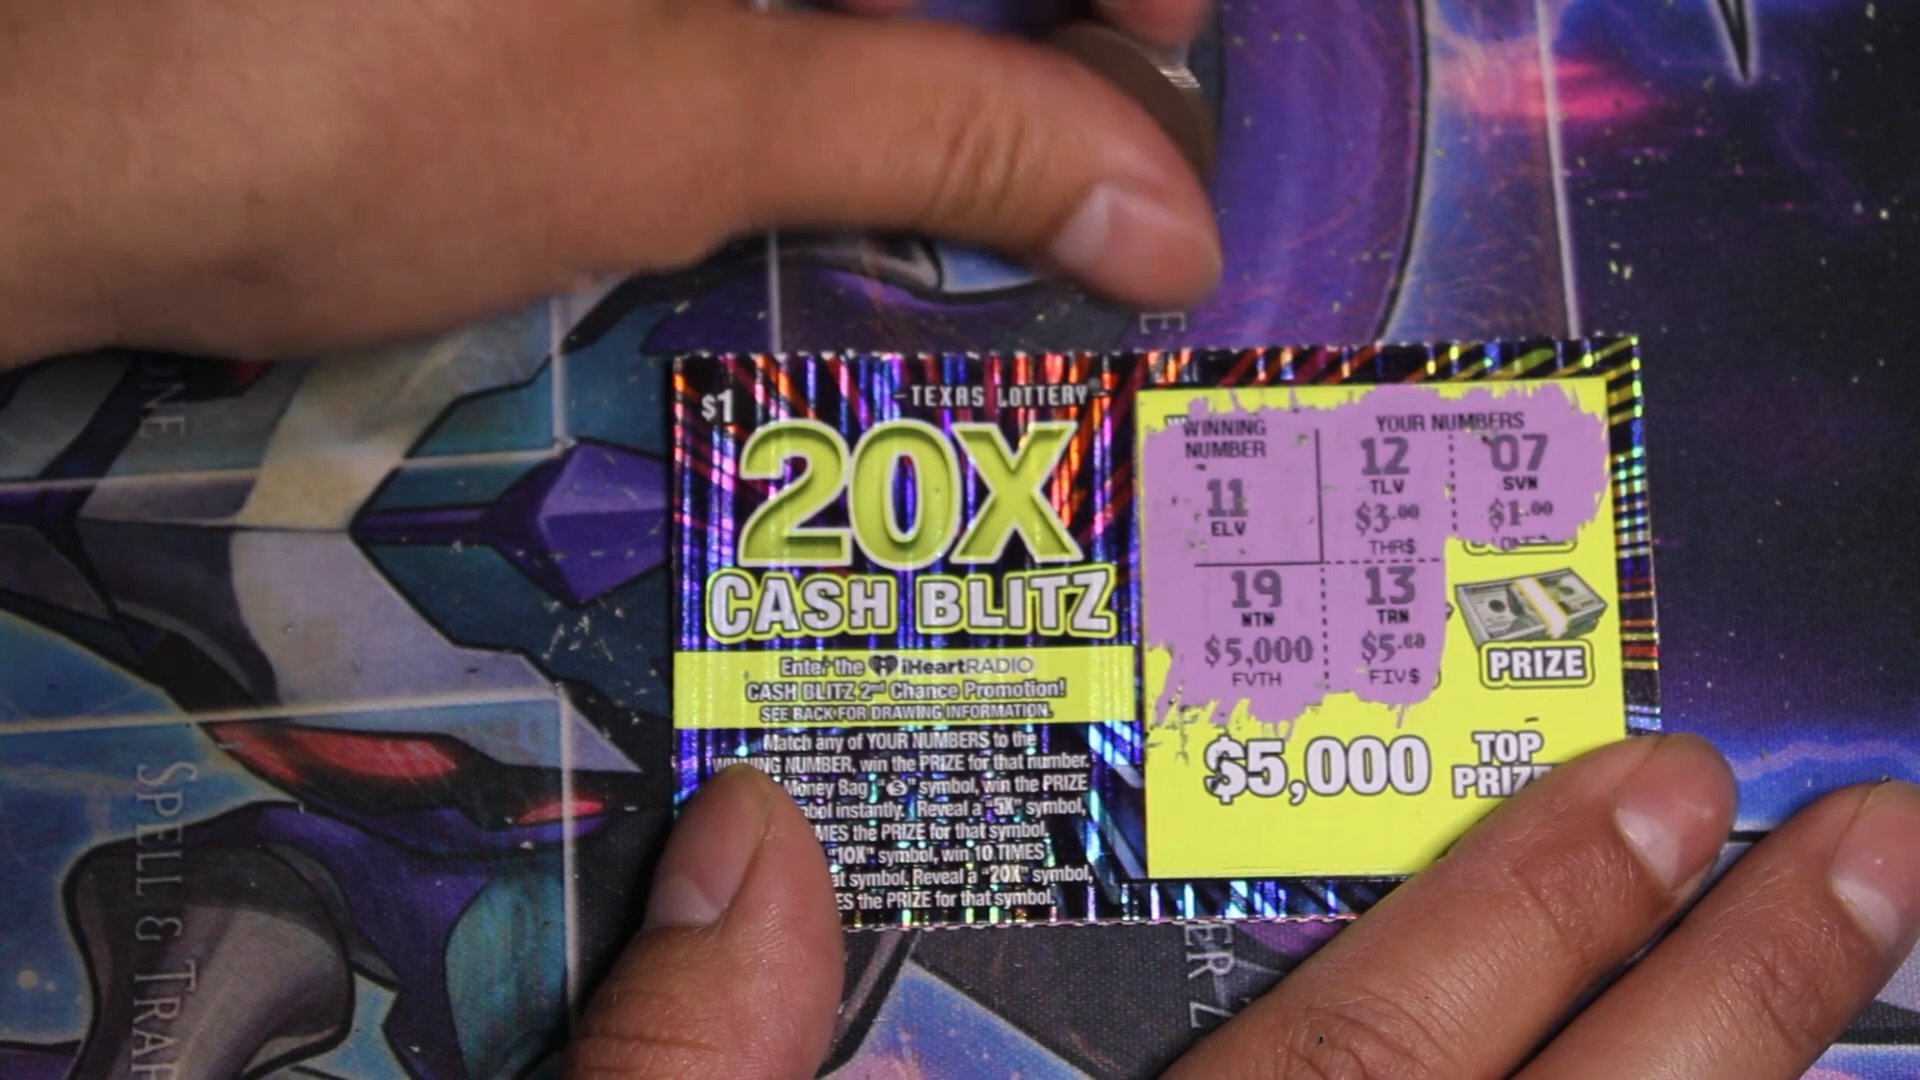 $1
TEXAS LOTTERY®
20X
CASH BLITZ
Enter the iHeartRADIO
CASH BLITZ 2nd Chance Promotion!
SEE BACK FOR DRAWING INFORMATION.
Match any of YOUR NUMBERS to the
WINNING NUMBER, win the PRIZE for that number.
Money Bag "$" symbol, win the PRIZE
instantly. Reveal a "5X" symbol,
the PRIZE for that symbol.
"10X" symbol, win 10 TIMES
symbol. Reveal a "20X" symbol,
the PRIZE for that symbol.
WINNING
NUMBER
11
ELV
YOUR NUMBERS
12
TLV
$3.00
THR$
07
SVN
$1.00
ONE$
19
NTN
$5,000
FVTH
13
TRN
$5.00
FIV$
PRIZE
$5,000
TOP
PRIZE
SPELL & TRAP